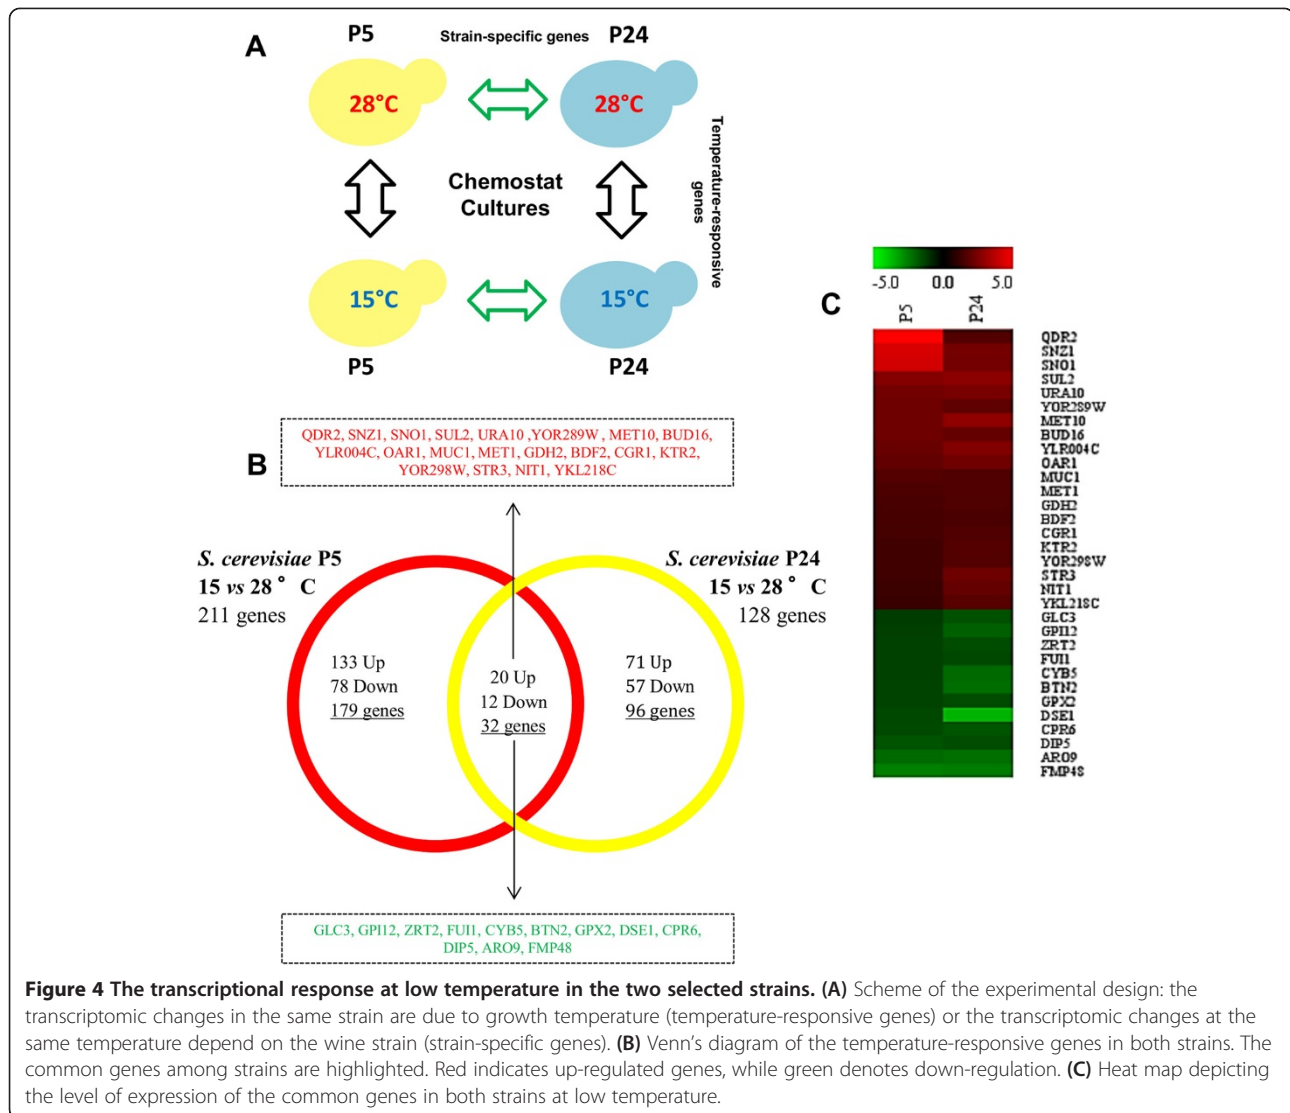 A
P5
Strain-specific genes
P24
28°C
28°C
Temperature-responsive
genes
Chemostat
Cultures
15°C
15°C
P5
P24
B
QDR2, SNZ1, SNO1, SUL2, URA10 ,YOR289W , MET10, BUD16,
YLR004C, OAR1, MUC1, MET1, GDH2, BDF2, CGR1, KTR2,
YOR298W, STR3, NIT1, YKL218C
S. cerevisiae P5
15 vs 28° C
211 genes
S. cerevisiae P24
15 vs 28° C
128 genes
133 Up
78 Down
179 genes
20 Up
12 Down
32 genes
71 Up
57 Down
96 genes
GLC3, GPI12, ZRT2, FUI1, CYB5, BTN2, GPX2, DSE1, CPR6,
DIP5, ARO9, FMP48
C
-5.0 0.0 5.0
P5
P24
QDR2
SNZ1
SNO1
SUL2
URA10
YOR289W
MET10
BUD16
YLR004C
OAR1
MUC1
MET1
GDH2
BDF2
CGR1
KTR2
YOR298W
STR3
NIT1
YKL218C
GLC3
GPI12
ZRT2
FUI1
CYB5
BTN2
GPX2
DSE1
CPR6
DIP5
ARO9
FMP48
Figure 4 The transcriptional response at low temperature in the two selected strains. (A) Scheme of the experimental design: the
transcriptomic changes in the same strain are due to growth temperature (temperature-responsive genes) or the transcriptomic changes at the
same temperature depend on the wine strain (strain-specific genes). (B) Venn's diagram of the temperature-responsive genes in both strains. The
common genes among strains are highlighted. Red indicates up-regulated genes, while green denotes down-regulation. (C) Heat map depicting
the level of expression of the common genes in both strains at low temperature.